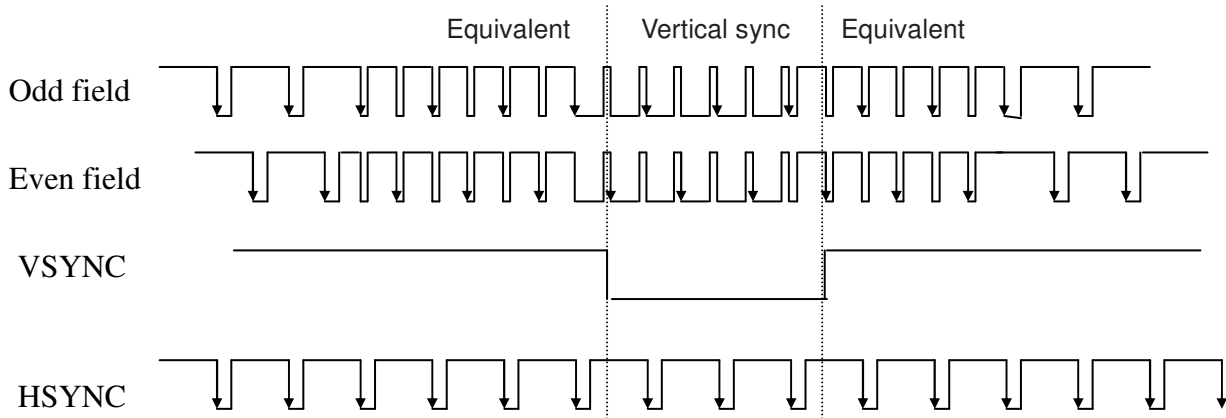 Equivalent Vertical sync Equivalent
Odd field
Even field
VSYNC
HSYNC